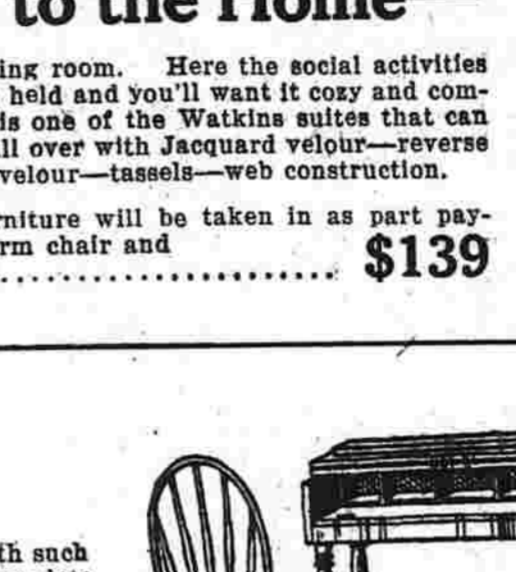 to the Home
ing room. Here the social activities
held and you'll want it cozy and com-
is one of the Watkins suites that can
ll over with Jacquard velour—reverse
velour—tassels—web construction.
rniture will be taken in as part pay-
rm chair and
$139
th such